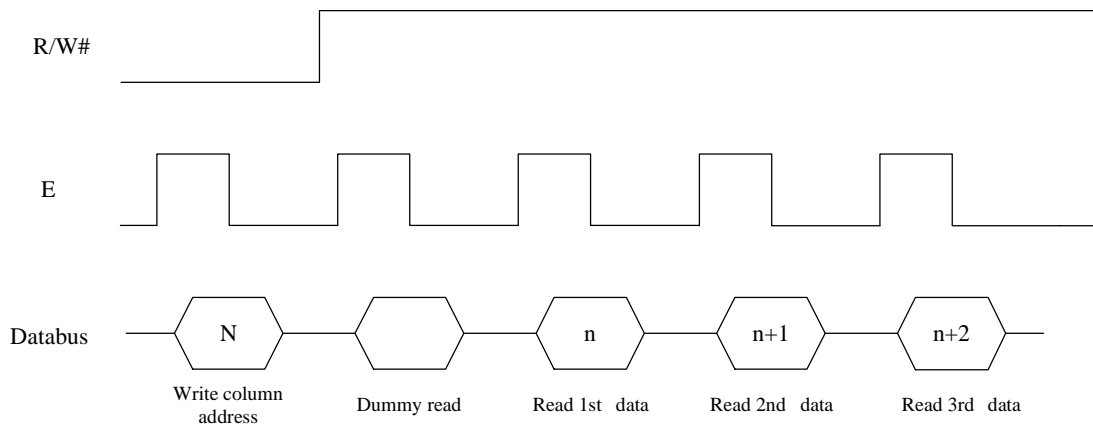 R/W#
E
Databus
N
n
n+1
n+2
Write column
address
Dummy read
Read 1st data
Read 2nd data
Read 3rd data